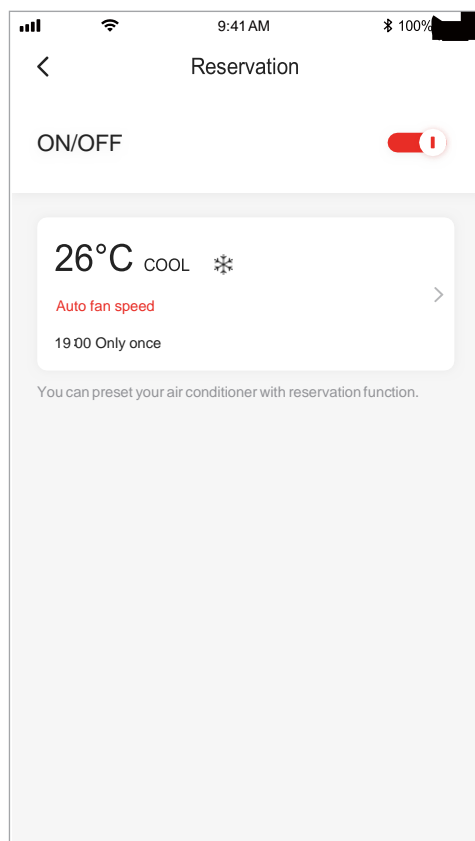 9:41 AM 100%
Reservation
ON/OFF
26°C COOL
Auto fan speed
19:00 Only once
You can preset your air conditioner with reservation function.